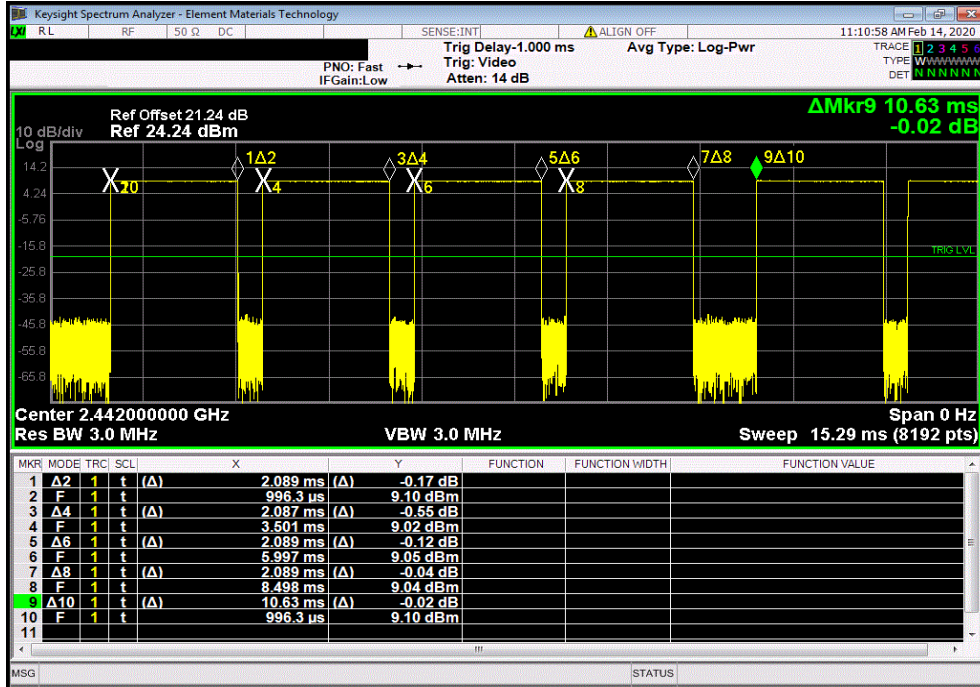 Keysight Spectrum Analyzer - Element Materials Technology
LXI RL RF 50 Ω DC SENSE:INT ALIGN OFF 11:10:58 AM Feb 14, 2020
Trig Delay-1.000 ms Avg Type: Log-Pwr TRACE 1 2 3 4 5 6
PNO: Fast Trig: Video TYPE WWWWWW
IFGain:Low Atten: 14 dB DET N N N N N N
ΔMkr9 10.63 ms
Ref Offset 21.24 dB
10 dB/div Ref 24.24 dBm -0.02 dB
Log
1Δ2 3Δ4 5Δ6 7Δ8 9Δ10
14.2
4 6 8
4.24
-5.76
-15.8
TRIG LVL
-25.8
-35.8
-45.8
-55.8
-65.8
Center 2.442000000 GHz Span 0 Hz
Res BW 3.0 MHz VBW 3.0 MHz Sweep 15.29 ms (8192 pts)
MKR MODE TRC SCL X Y FUNCTION FUNCTION WIDTH FUNCTION VALUE
1 Δ2 1 t (Δ) 2.089 ms (Δ) -0.17 dB
2 F 1 t 996.3 µs 9.10 dBm
3 Δ4 1 t (Δ) 2.087 ms (Δ) -0.55 dB
4 F 1 t 3.501 ms 9.02 dBm
5 Δ6 1 t (Δ) 2.089 ms (Δ) -0.12 dB
6 F 1 t 5.997 ms 9.05 dBm
7 Δ8 1 t (Δ) 2.089 ms (Δ) -0.04 dB
8 F 1 t 8.498 ms 9.04 dBm
9 Δ10 1 t (Δ) 10.63 ms (Δ) -0.02 dB
10 F 1 t 996.3 µs 9.10 dBm
11
MSG STATUS